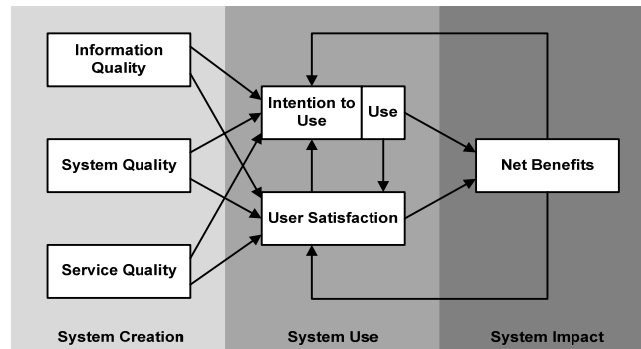 Information
Quality
Intention to
Use
Use
System Quality
Net Benefits
User Satisfaction
Service Quality
System Creation
System Use
System Impact